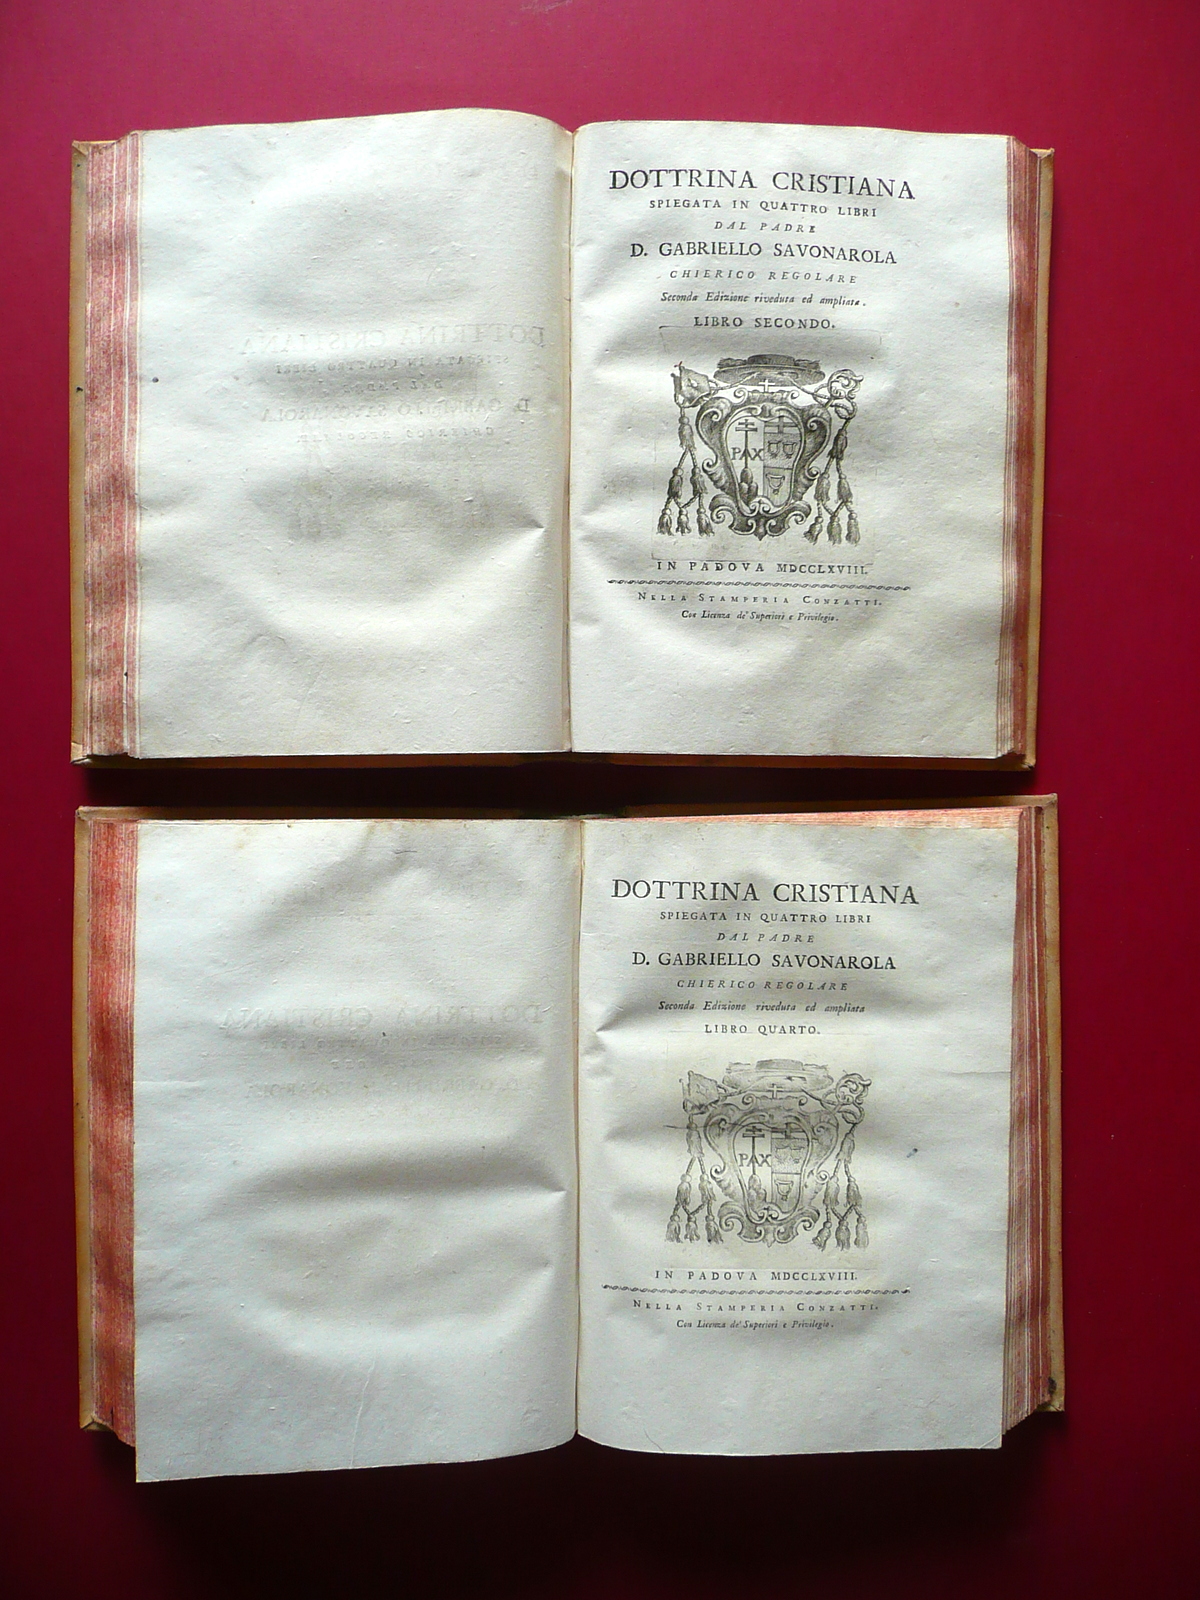 DOTTRINA CRISTIANA
SPIEGATA IN QUATTRO LIBRI
DAL PADRE
D. GABRIELLO SAVONAROLA
CHIERICO REGOLARE
Seconda Edizione riveduta ed ampliata.
LIBRO SECONDO.
PAX
IN PADOVA MDCCLXVIII.
NELLA STAMPERIA CONZATTI.
Con Licenza de' Superiori e Privilegio.
DOTTRINA CRISTIANA
SPIEGATA IN QUATTRO LIBRI
DAL PADRE
D. GABRIELLO SAVONAROLA
CHIERICO REGOLARE
Seconda Edizione riveduta ed ampliata
LIBRO QUARTO.
PAX
IN PADOVA MDCCLXVIII.
NELLA STAMPERIA CONZATTI.
Con Licenza de' Superiori e Privilegio.